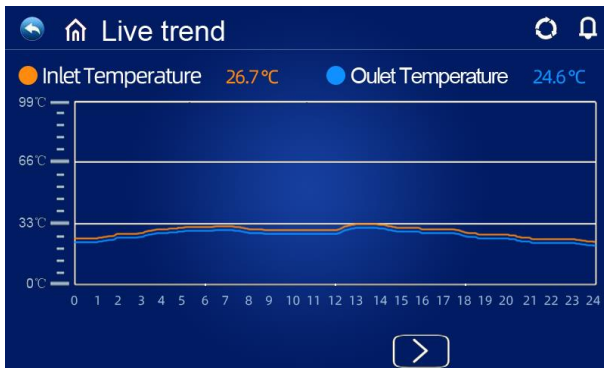 Live trend
Inlet Temperature 26.7℃ Oulet Temperature 24.6℃
99℃
66℃
33℃
0℃
0 1 2 3 4 5 6 7 8 9 10 11 12 13 14 15 16 17 18 19 20 21 22 23 24